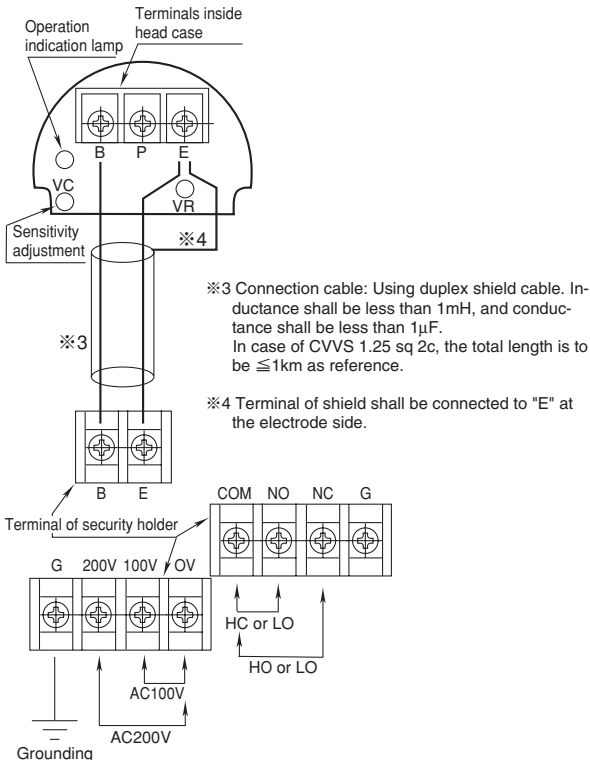 Operation
indication lamp
Terminals inside
head case
B P E
VC
VR
Sensitivity
adjustment
※4
※3
※3 Connection cable: Using duplex shield cable. In-
ductance shall be less than 1mH, and conduc-
tance shall be less than 1μF.
In case of CVVS 1.25 sq 2c, the total length is to
be ≦1km as reference.
※4 Terminal of shield shall be connected to "E" at
the electrode side.
B E
Terminal of security holder
COM NO NC G
G 200V 100V OV
HC or LO
HO or LO
AC100V
AC200V
Grounding